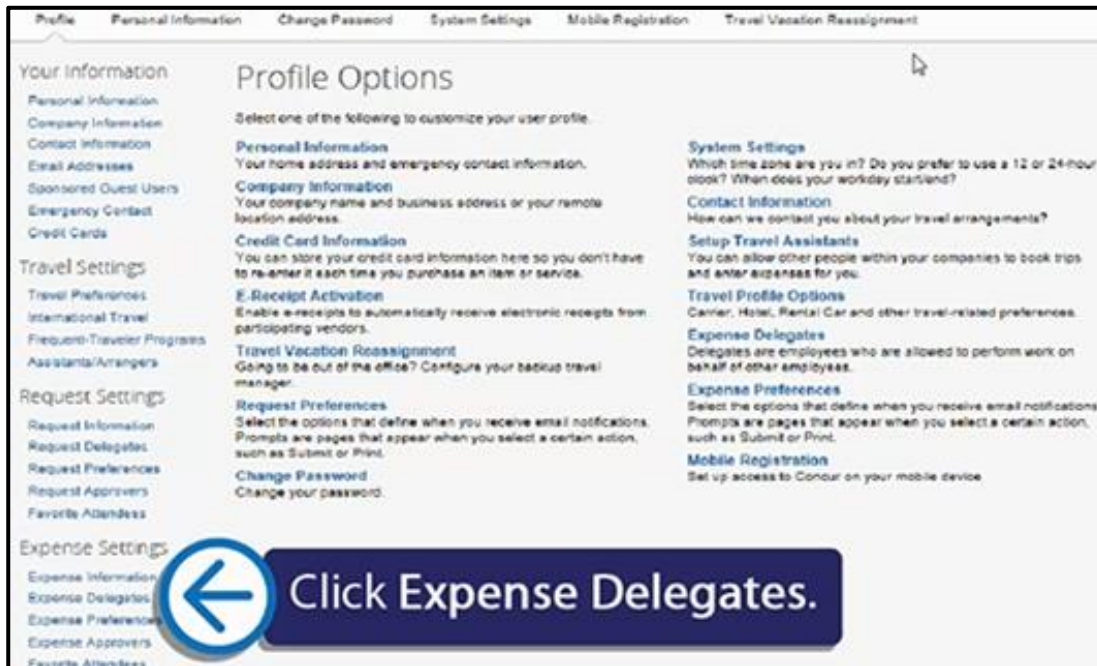 Profile Personal Information Change Password System Settings Mobile Registration Travel Vacation Reassignment
Your Information
Personal Information
Company Information
Contact Information
Email Addresses
Sponsored Guest Users
Emergency Contact
Credit Cards
Travel Settings
Travel Preferences
International Travel
Frequent-Traveler Programs
Assistants/Arrangers
Request Settings
Request Information
Request Delegates
Request Preferences
Request Approvers
Favorite Attendees
Expense Settings
Expense Information
Expense Delegates
Expense Preferences
Expense Approvers
Favorite Attendees
Profile Options
Select one of the following to customize your user profile.
Personal Information
Your home address and emergency contact information.
Company Information
Your company name and business address or your remote
location address.
Credit Card Information
You can store your credit card information here so you don't have
to re-enter it each time you purchase an item or service.
E-Receipt Activation
Enable e-receipts to automatically receive electronic receipts from
participating vendors.
Travel Vacation Reassignment
Going to be out of the office? Configure your backup travel
manager.
Request Preferences
Select the options that define when you receive email notifications.
Prompts are pages that appear when you select a certain action,
such as Submit or Print.
Change Password
Change your password.
System Settings
Which time zone are you in? Do you prefer to use a 12 or 24-hour
clock? When does your workday start/end?
Contact Information
How can we contact you about your travel arrangements?
Setup Travel Assistants
You can allow other people within your companies to book trips
and enter expenses for you.
Travel Profile Options
Carrier, Hotel, Rental Car and other travel-related preferences.
Expense Delegates
Delegates are employees who are allowed to perform work on
behalf of other employees.
Expense Preferences
Select the options that define when you receive email notifications
Prompts are pages that appear when you select a certain action,
such as Submit or Print.
Mobile Registration
Set up access to Concur on your mobile device
Click Expense Delegates.